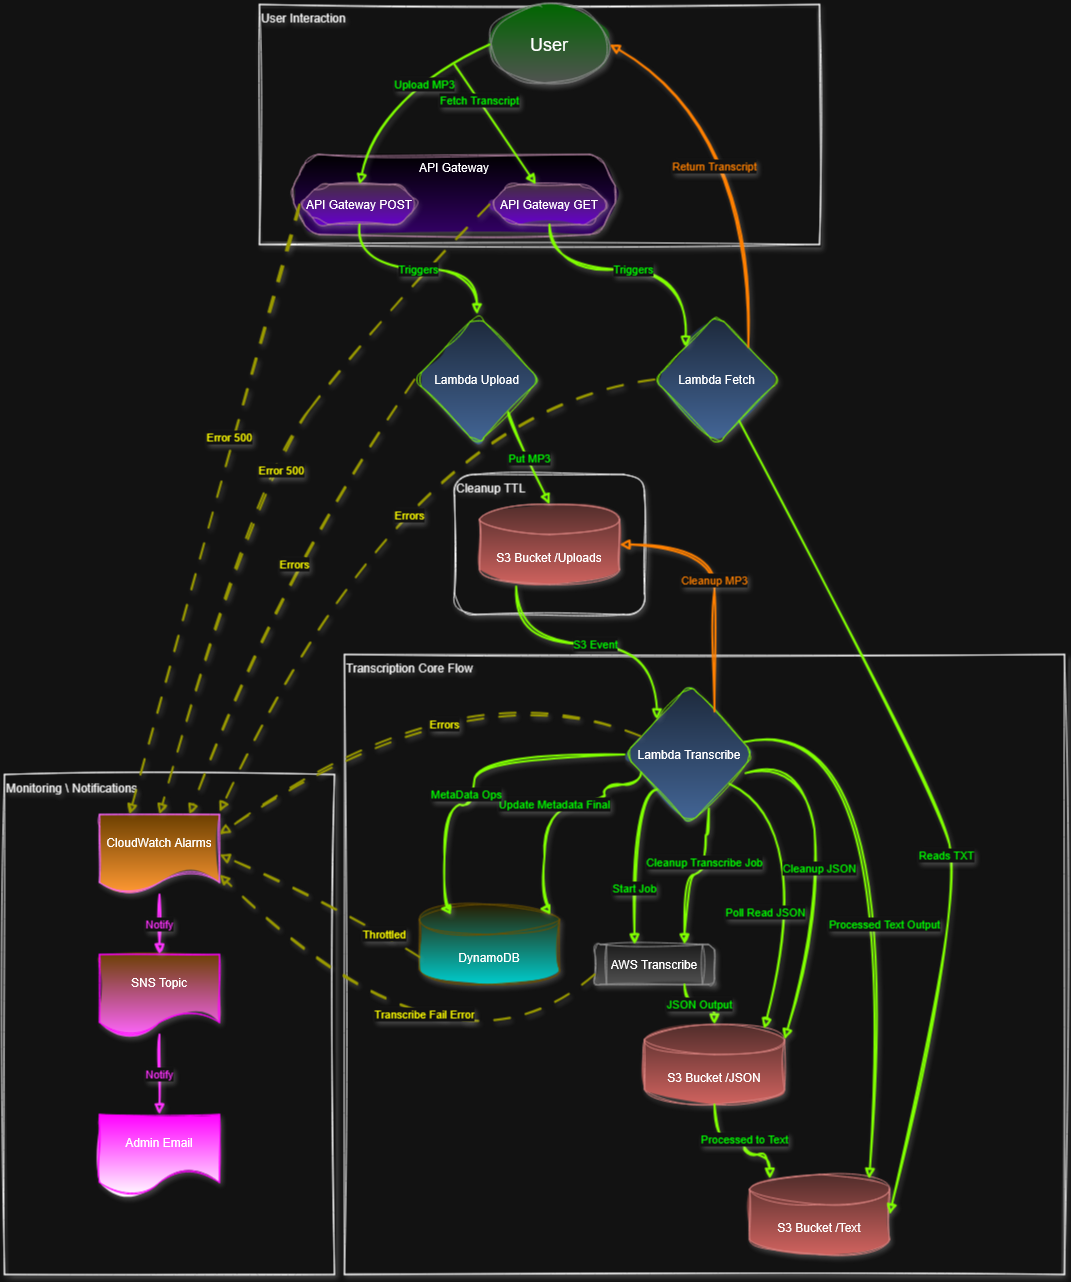 User Interaction
User
Upload MP3
Fetch Transcript
Return Transcript
API Gateway
API Gateway POST
API Gateway GET
Triggers
Triggers
Lambda Upload
Lambda Fetch
Error 500
Error 500
Put MP3
Cleanup TTL
Errors
Errors
S3 Bucket /Uploads
Cleanup MP3
S3 Event
Transcription Core Flow
Errors
Lambda Transcribe
Monitoring \ Notifications
MetaData Ops
Update Metadata Final
CloudWatch Alarms
Reads TXT
Cleanup Transcribe Job
Cleanup JSON
Start Job
Poll Read JSON
Notify
Processed Text Output
Throttled
DynamoDB
AWS Transcribe
SNS Topic
JSON Output
Transcribe Fail Error
Notify
S3 Bucket /JSON
Processed to Text
Admin Email
S3 Bucket /Text